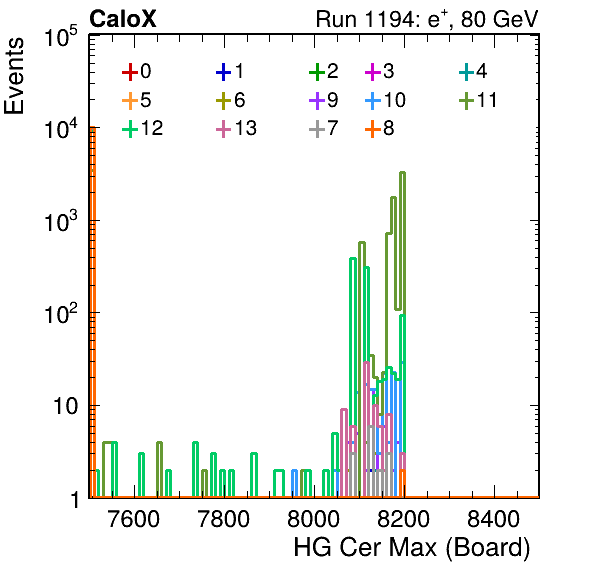 CaloX Run 1194: e⁺, 80 GeV
Events
10⁵
10⁴
10³
10²
10
1
0 1 2 3 4
5 6 9 10 11
12 13 7 8
7600 7800 8000 8200 8400
HG Cer Max (Board)